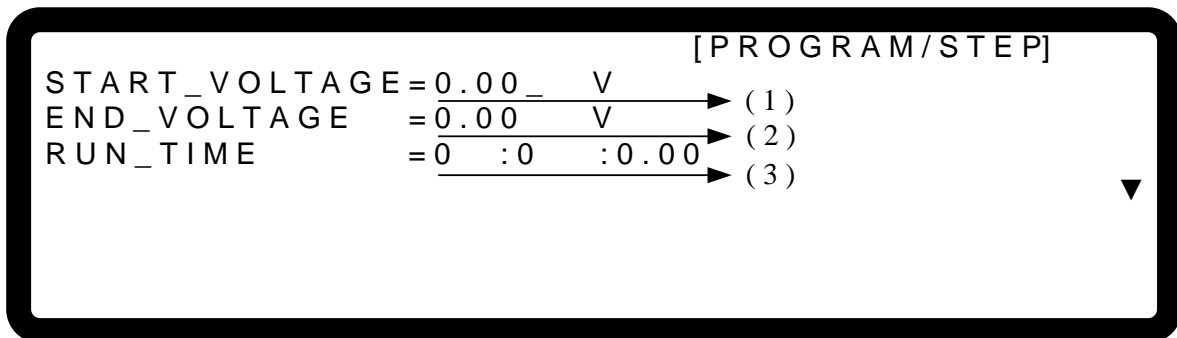 [PROGRAM/STEP]
START_VOLTAGE=0.00_ V (1)
END_VOLTAGE =0.00 V (2)
RUN_TIME =0 :0 :0.00 (3)
▼